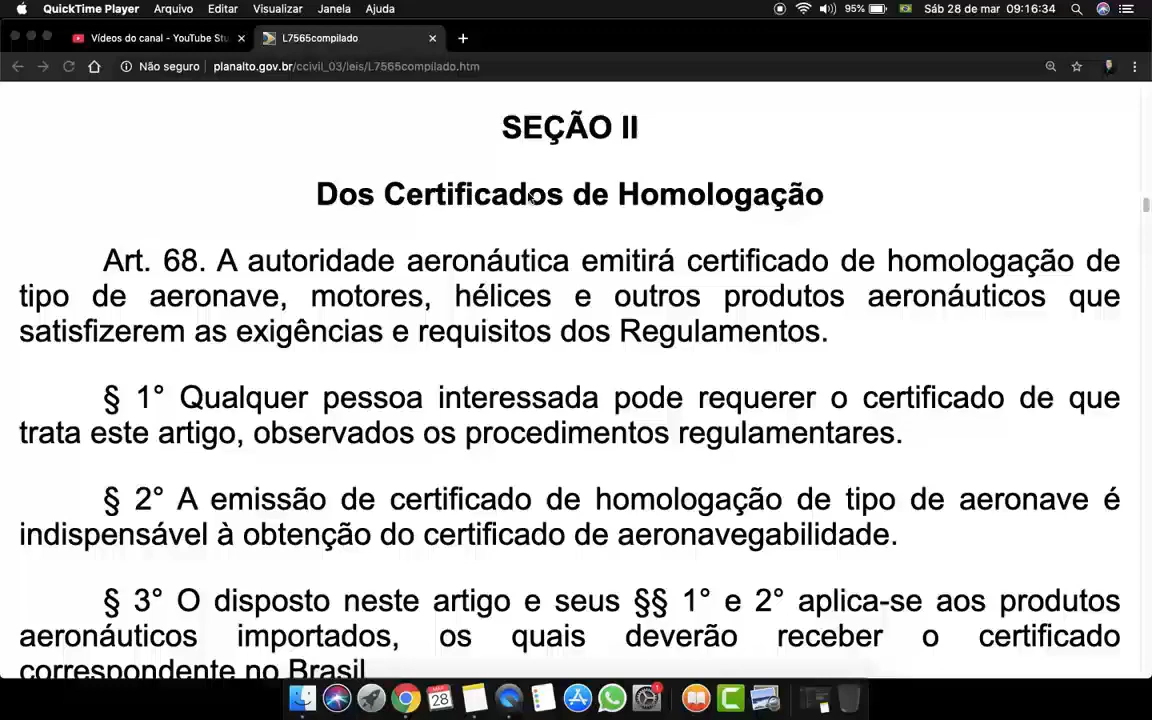 QuickTime Player Arquivo Editar Visualizar Janela Ajuda 95% Sáb 28 de mar 09:16:34
Vídeos do canal - YouTube Stu L7565compilado
Não seguro planalto.gov.br/ccivil_03/leis/L7565compilado.htm
SEÇÃO II
Dos Certificados de Homologação
Art. 68. A autoridade aeronáutica emitirá certificado de homologação de
tipo de aeronave, motores, hélices e outros produtos aeronáuticos que
satisfizerem as exigências e requisitos dos Regulamentos.
§ 1° Qualquer pessoa interessada pode requerer o certificado de que
trata este artigo, observados os procedimentos regulamentares.
§ 2° A emissão de certificado de homologação de tipo de aeronave é
indispensável à obtenção do certificado de aeronavegabilidade.
§ 3° O disposto neste artigo e seus §§ 1° e 2° aplica-se aos produtos
aeronáuticos importados, os quais deverão receber o certificado
correspondente no Brasil
28
1